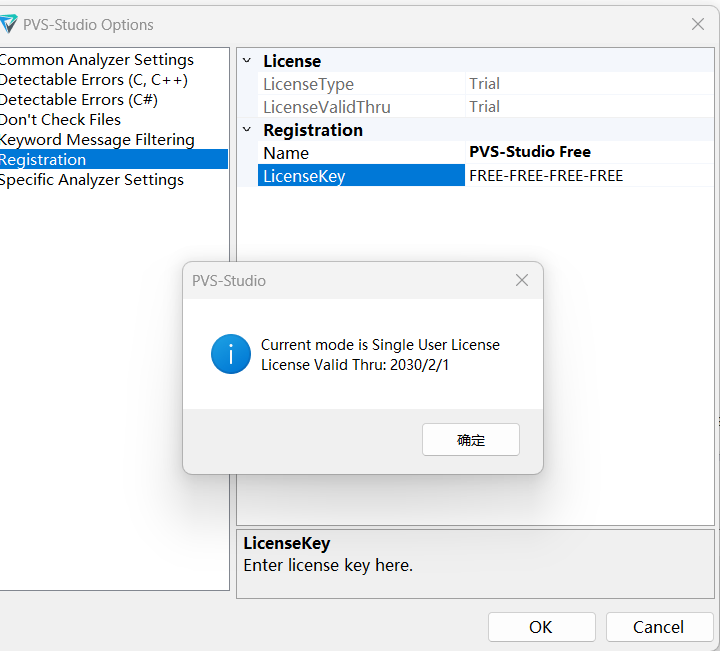 PVS-Studio Options
Common Analyzer Settings
Detectable Errors (C, C++)
Detectable Errors (C#)
Don't Check Files
Keyword Message Filtering
Registration
Specific Analyzer Settings
License
LicenseType Trial
LicenseValidThru Trial
Registration
Name PVS-Studio Free
LicenseKey FREE-FREE-FREE-FREE
PVS-Studio
Current mode is Single User License
License Valid Thru: 2030/2/1
确定
LicenseKey
Enter license key here.
OK Cancel